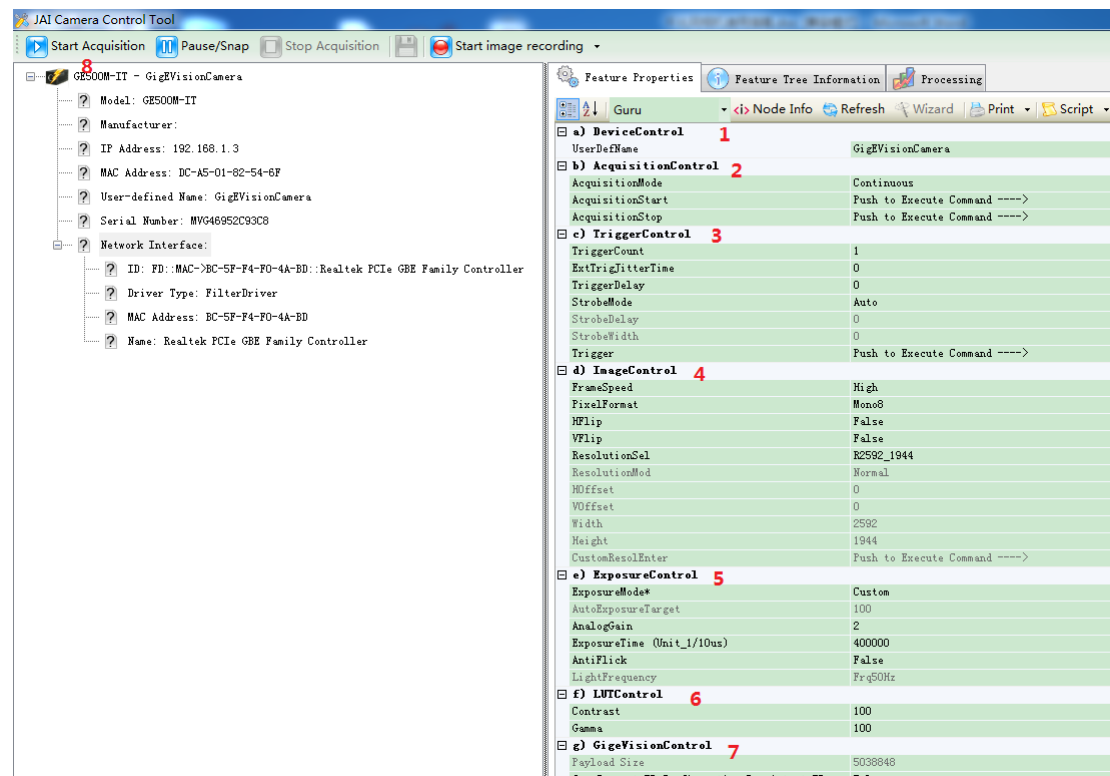 JAI Camera Control Tool
Start Acquisition Pause/Snap Stop Acquisition Start image recording
8
GE500M-IT - GigEVisionCamera
Model: GE500M-IT
Manufacturer:
IP Address: 192.168.1.3
MAC Address: DC-A5-01-82-54-6F
User-defined Name: GigEVisionCamera
Serial Number: MVG46952C93C8
Network Interface:
ID: FD::MAC->BC-5F-F4-F0-4A-BD::Realtek PCIe GBE Family Controller
Driver Type: FilterDriver
MAC Address: BC-5F-F4-F0-4A-BD
Name: Realtek PCIe GBE Family Controller
Feature Properties Feature Tree Information Processing
Guru <i> Node Info Refresh Wizard Print Script
a) DeviceControl 1
UserDefName GigEVisionCamera
b) AcquisitionControl 2
AcquisitionMode Continuous
AcquisitionStart Push to Execute Command ---->
AcquisitionStop Push to Execute Command ---->
c) TriggerControl 3
TriggerCount 1
ExtTrigJitterTime 0
TriggerDelay 0
StrobeMode Auto
StrobeDelay 0
StrobeWidth 0
Trigger Push to Execute Command ---->
d) ImageControl 4
FrameSpeed High
PixelFormat Mono8
HFlip False
VFlip False
ResolutionSel R2592_1944
ResolutionMod Normal
HOffset 0
VOffset 0
Width 2592
Height 1944
CustomResolEnter Push to Execute Command ---->
e) ExposureControl 5
ExposureMode* Custom
AutoExposureTarget 100
AnalogGain 2
ExposureTime (Unit_1/10us) 400000
AntiFlick False
LightFrequency Frq50Hz
f) LUTControl 6
Contrast 100
Gamma 100
g) GigeVisionControl 7
Payload Size 5038848